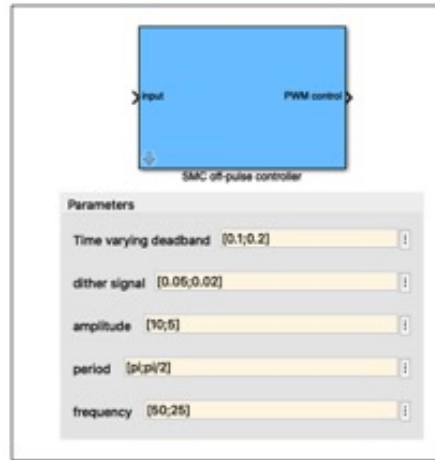 input
PWM control
SMC off-pulse controller
Parameters
Time varying deadband [0.1;0.2]
dither signal [0.05;0.02]
amplitude [10;5]
period [pi;pi/2]
frequency [50;25]